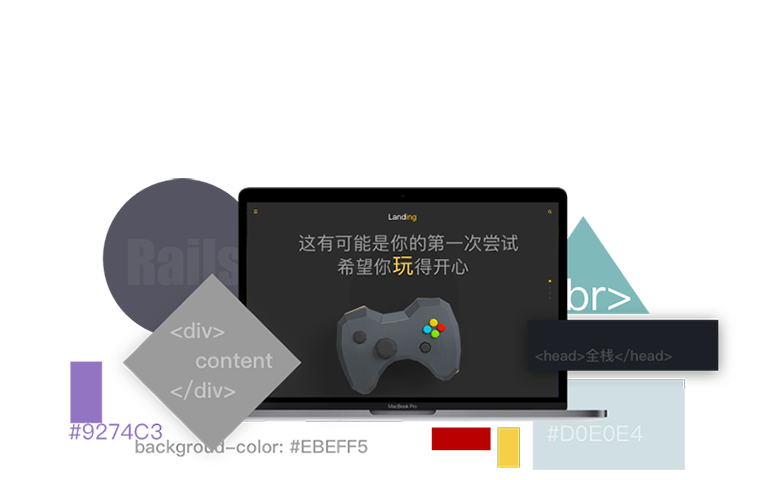 Landing
这有可能是你的第一次尝试
希望你玩得开心
Rails
br>
<div>
content
</div>
<head>全栈</head>
MacBook Pro
#9274C3
backgroud-color: #EBEFF5
#D0E0E4